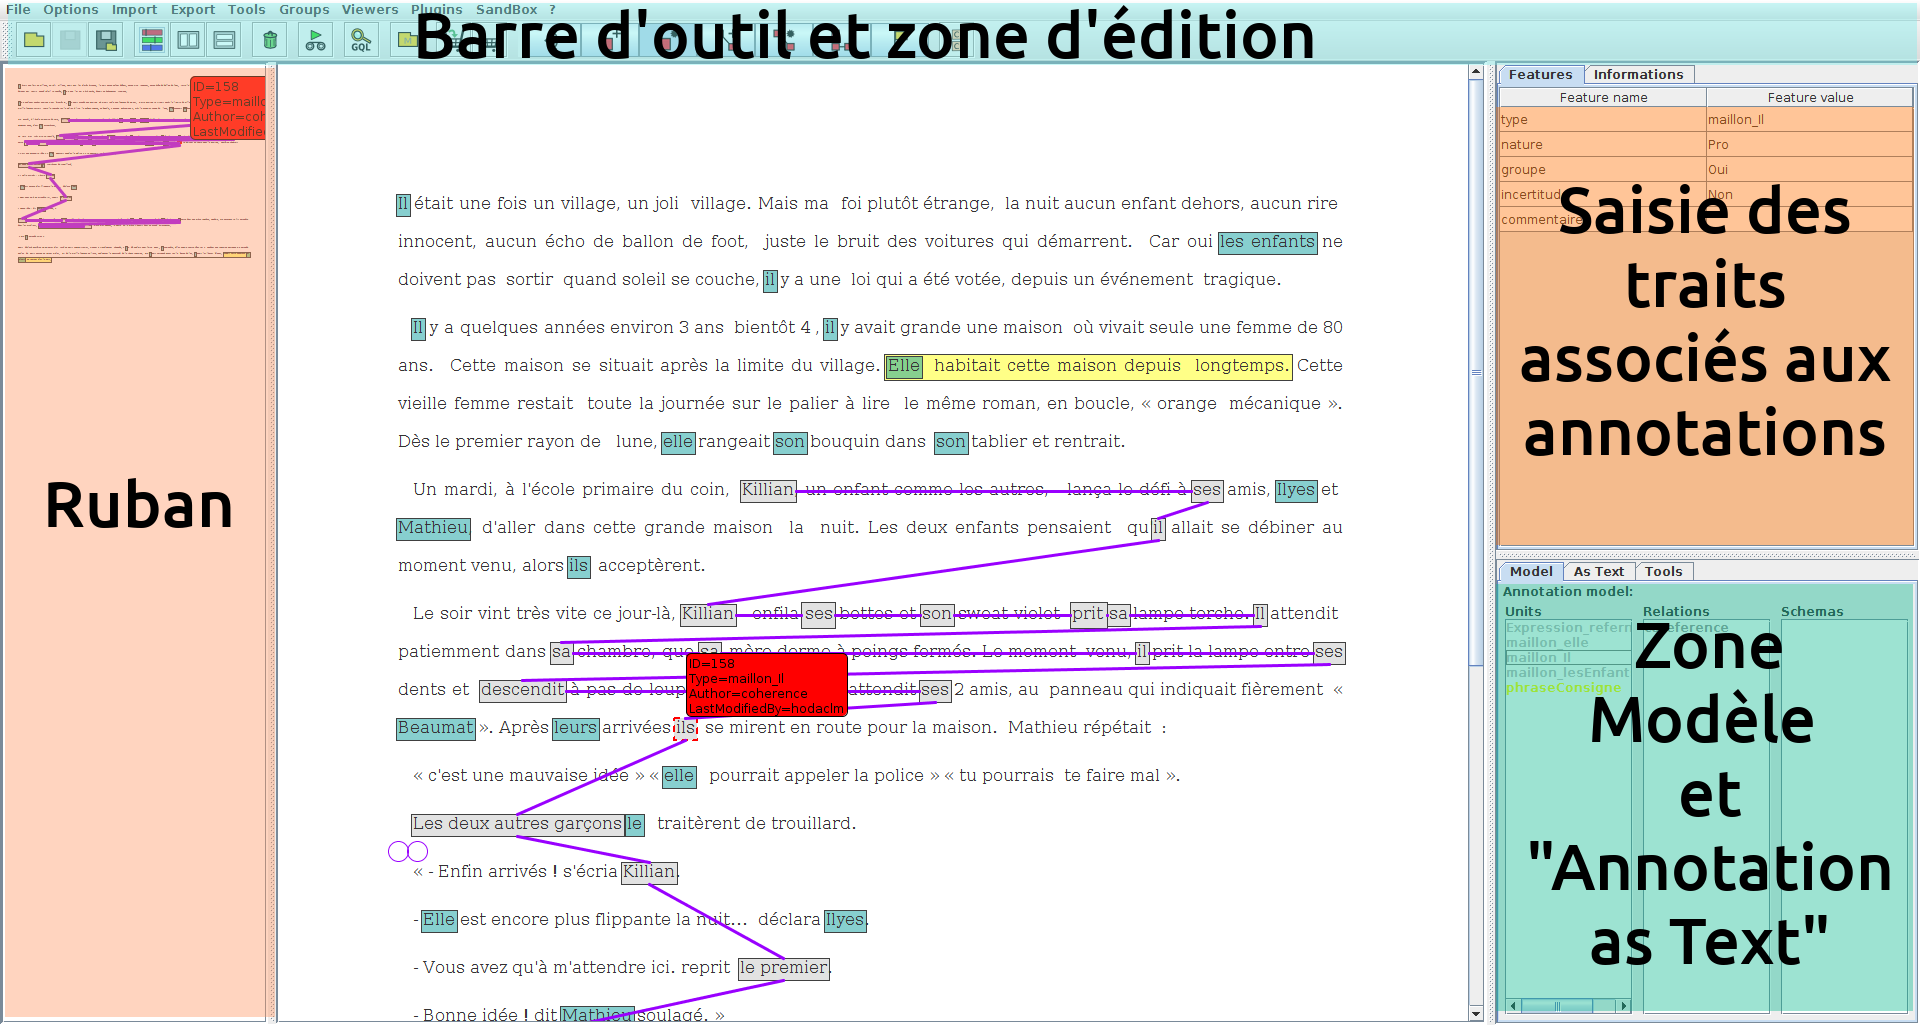 File Options Import Export Tools Groups Viewers Plugins SandBox ?
Barre d'outil et zone d'édition
GQL
ID=158
Type=maillo
Author=coh
LastModifie
Ruban
Il était une fois un village, un joli village. Mais ma foi plutôt étrange, la nuit aucun enfant dehors, aucun rire
innocent, aucun écho de ballon de foot, juste le bruit des voitures qui démarrent. Car oui les enfants ne
doivent pas sortir quand soleil se couche, il y a une loi qui a été votée, depuis un événement tragique.
Il y a quelques années environ 3 ans bientôt 4 , il y avait grande une maison où vivait seule une femme de 80
ans. Cette maison se situait après la limite du village. Elle habitait cette maison depuis longtemps. Cette
vieille femme restait toute la journée sur le palier à lire le même roman, en boucle, « orange mécanique ».
Dès le premier rayon de lune, elle rangeait son bouquin dans son tablier et rentrait.
Un mardi, à l'école primaire du coin, Killian un enfant comme les autres, lança le défi à ses amis, Ilyes et
Mathieu, d'aller dans cette grande maison la nuit. Les deux enfants pensaient qu'il allait se débiner au
moment venu, alors ils acceptèrent.
Le soir vint très vite ce jour-là, Killian enfila ses bottes et son sweat violet prit sa lampe torche. Il attendit
patiemment dans sa chambre, que sa mère dorme à poings fermés. Le moment venu, il prit la lampe entre ses
dents et descendit à pas de loup attendit ses 2 amis, au panneau qui indiquait fièrement «
Beaumat ». Après leurs arrivées ils se mirent en route pour la maison. Mathieu répétait :
ID=158
Type=maillon_Il
Author=coherence
LastModifiedBy=hodacim
« c'est une mauvaise idée » « elle pourrait appeler la police » « tu pourrais te faire mal ».
Les deux autres garçons le traitèrent de trouillard.
« - Enfin arrivés ! s'écria Killian.
- Elle est encore plus flippante la nuit... déclara Ilyes.
- Vous avez qu'à m'attendre ici. reprit le premier.
- Bonne idée ! dit Mathieu soulagé. »
Features Informations
Feature name Feature value
type maillon_Il
nature Pro
groupe Oui
incertitude Non
commentaire
Saisie des
traits
associés aux
annotations
Model As Text Tools
Annotation model:
Units Relations Schemas
Expression_referr
maillon_elle
maillon_Il
maillon_lesEnfant
phraseConsigne
Zone
Modèle
et
"Annotation
as Text"